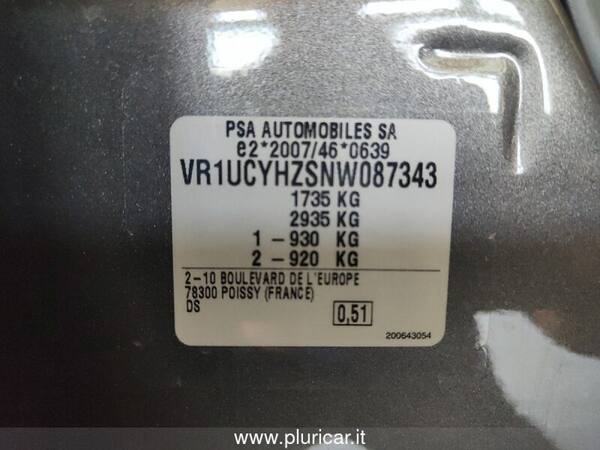 PSA AUTOMOBILES SA
e2*2007/46*0639
VR1UCYHZSNW087343
1735 KG
2935 KG
1 -930 KG
2 -920 KG
2-10 BOULEVARD DE L'EUROPE
78300 POISSY (FRANCE)
DS
0,51
200643054
www.pluricar.it